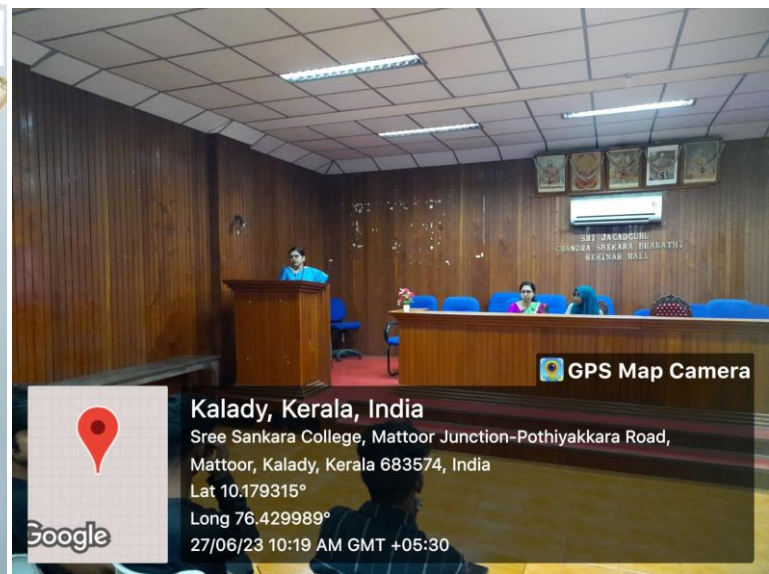 SRI JAGADGURU
CHANDRA SHEKARA BHARATHI
SEMINAR HALL
GPS Map Camera
Kalady, Kerala, India
Sree Sankara College, Mattoor Junction-Pothiyakkara Road,
Mattoor, Kalady, Kerala 683574, India
Lat 10.179315°
Long 76.429989°
27/06/23 10:19 AM GMT +05:30
Google